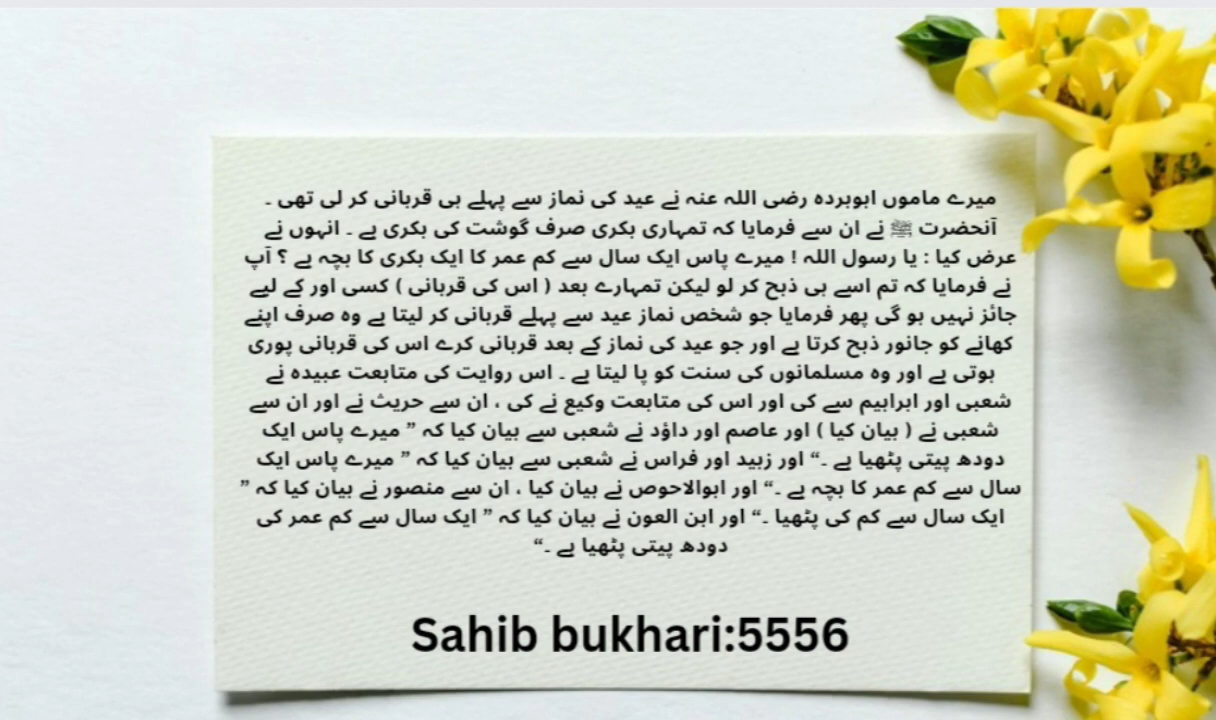 میرے ماموں ابوبردہ رضی اللہ عنہ نے عید کی نماز سے پہلے ہی قربانی کر لی تھی ۔
آنحضرت ﷺ نے ان سے فرمایا کہ تمہاری بکری صرف گوشت کی بکری ہے ۔ انہوں نے
عرض کیا : یا رسول اللہ ! میرے پاس ایک سال سے کم عمر کا ایک بکری کا بچہ ہے ؟ آپ
نے فرمایا کہ تم اسے ہی ذبح کر لو لیکن تمہارے بعد ( اس کی قربانی ) کسی اور کے لیے
جائز نہیں ہو گی پھر فرمایا جو شخص نماز عید سے پہلے قربانی کر لیتا ہے وہ صرف اپنے
کھانے کو جانور ذبح کرتا ہے اور جو عید کی نماز کے بعد قربانی کرے اس کی قربانی پوری
ہوتی ہے اور وہ مسلمانوں کی سنت کو پا لیتا ہے ۔ اس روایت کی متابعت عبیدہ نے
شعبی اور ابراہیم سے کی اور اس کی متابعت وکیع نے کی ، ان سے حریث نے اور ان سے
شعبی نے ( بیان کیا ) اور عاصم اور داؤد نے شعبی سے بیان کیا کہ ” میرے پاس ایک
دودھ پیتی پٹھیا ہے ۔“ اور زبید اور فراس نے شعبی سے بیان کیا کہ ” میرے پاس ایک
سال سے کم عمر کا بچہ ہے ۔“ اور ابوالاحوص نے بیان کیا ، ان سے منصور نے بیان کیا کہ ”
ایک سال سے کم کی پٹھیا ۔“ اور ابن العون نے بیان کیا کہ ” ایک سال سے کم عمر کی
دودھ پیتی پٹھیا ہے ۔“
Sahib bukhari:5556